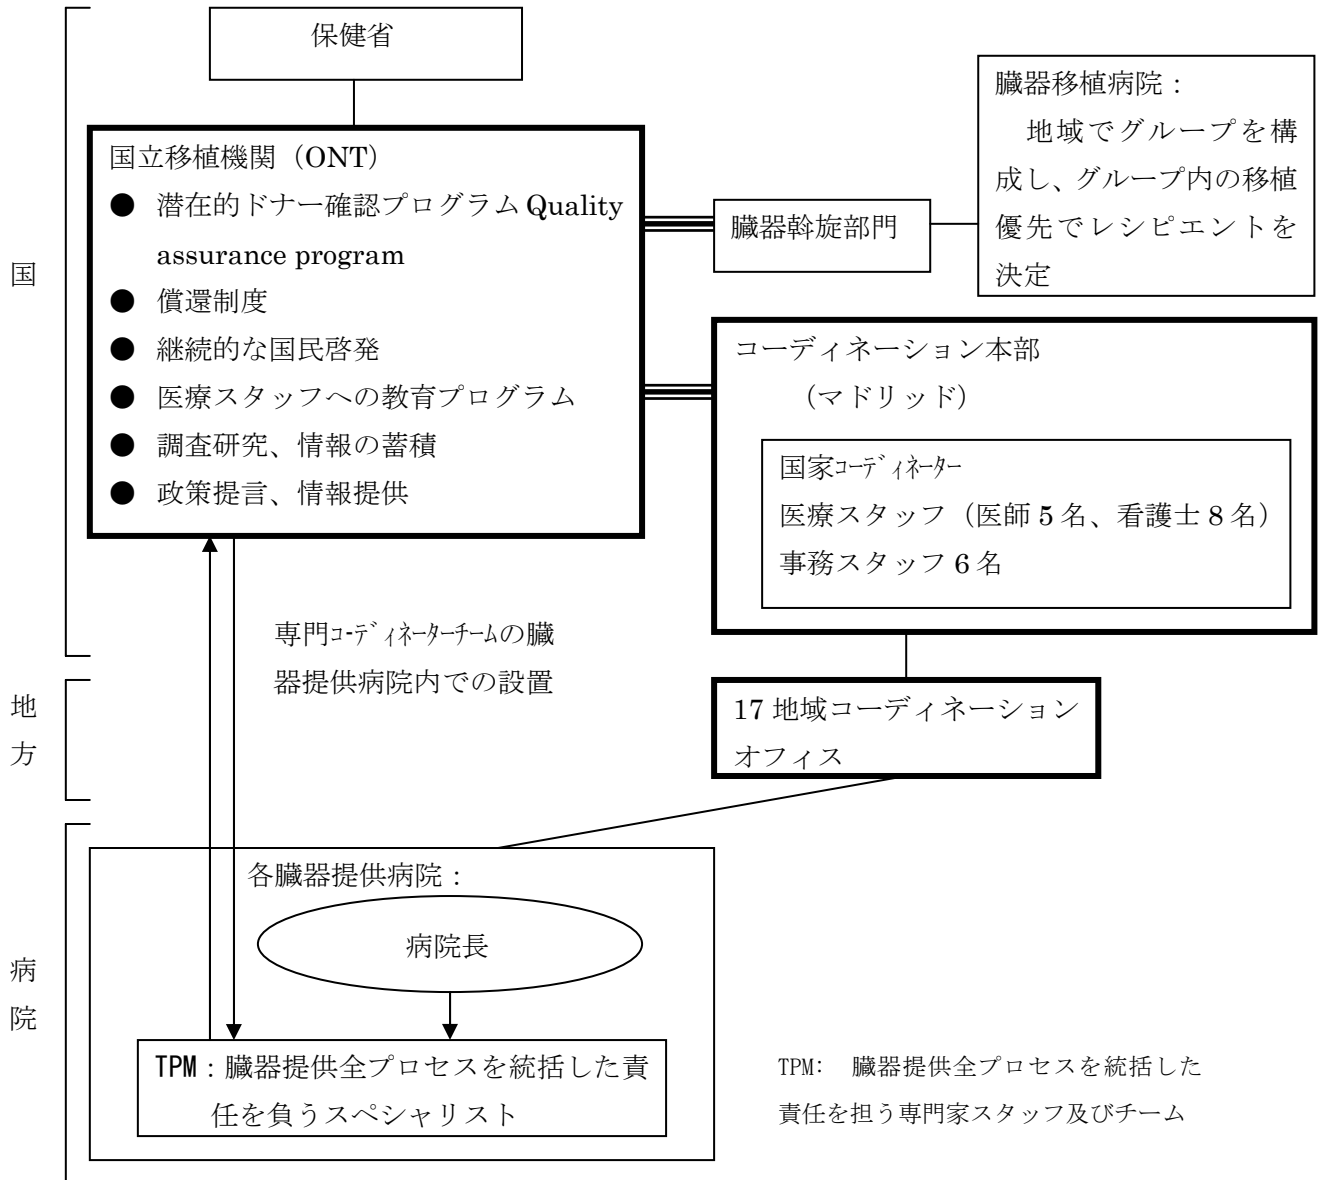 保健省
臓器移植病院：
地域でグループを構
成し、グループ内の移植
優先でレシピエントを
決定
国立移植機関（ONT）
● 潜在的ドナー確認プログラム Quality
assurance program
● 償還制度
● 継続的な国民啓発
● 医療スタッフへの教育プログラム
● 調査研究、情報の蓄積
● 政策提言、情報提供
臓器斡旋部門
国
コーディネーション本部
（マドリッド）
国家ｺｰﾃﾞｨﾈｰﾀｰ
医療スタッフ（医師 5 名、看護士 8 名）
事務スタッフ 6 名
専門ｺｰﾃﾞｨﾈｰﾀｰﾁｰﾑの臓
器提供病院内での設置
地
方
17 地域コーディネーション
オフィス
病
院
各臓器提供病院：
病院長
TPM：臓器提供全プロセスを統括した責
任を負うスペシャリスト
TPM:　臓器提供全プロセスを統括した
責任を担う専門家スタッフ及びチーム